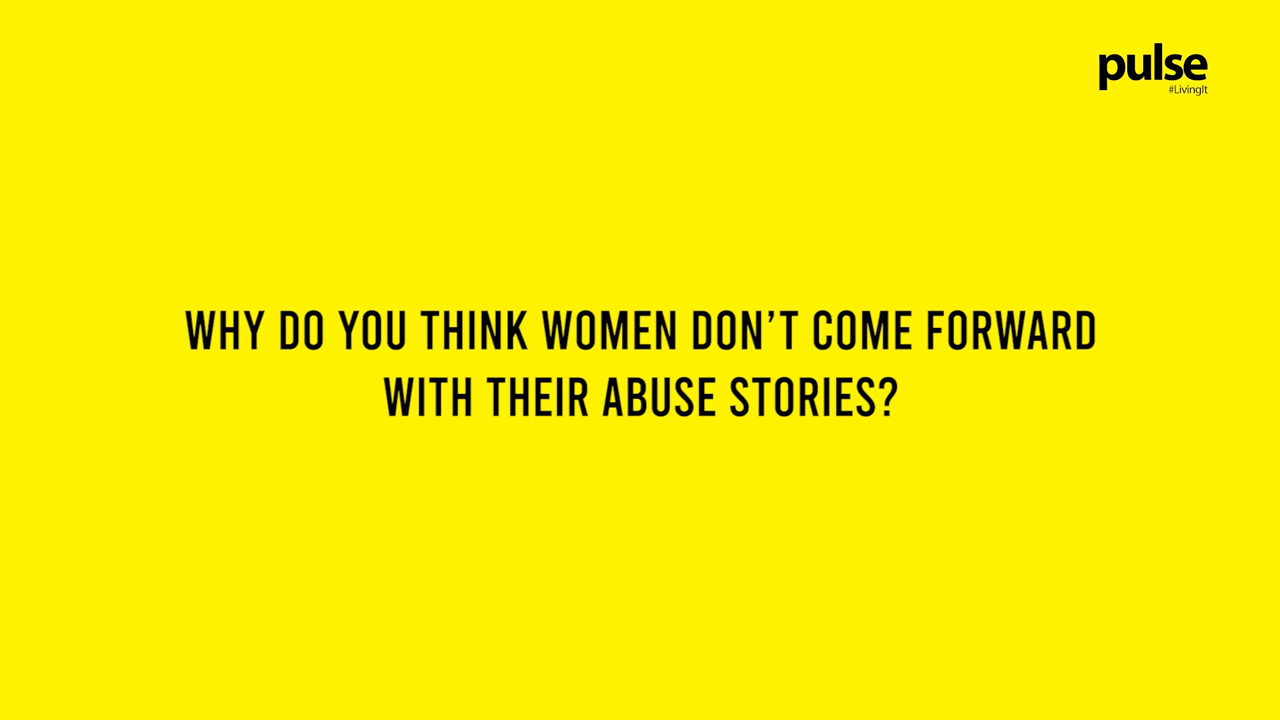 pulse
#LivingIt
WHY DO YOU THINK WOMEN DON'T COME FORWARD
WITH THEIR ABUSE STORIES?